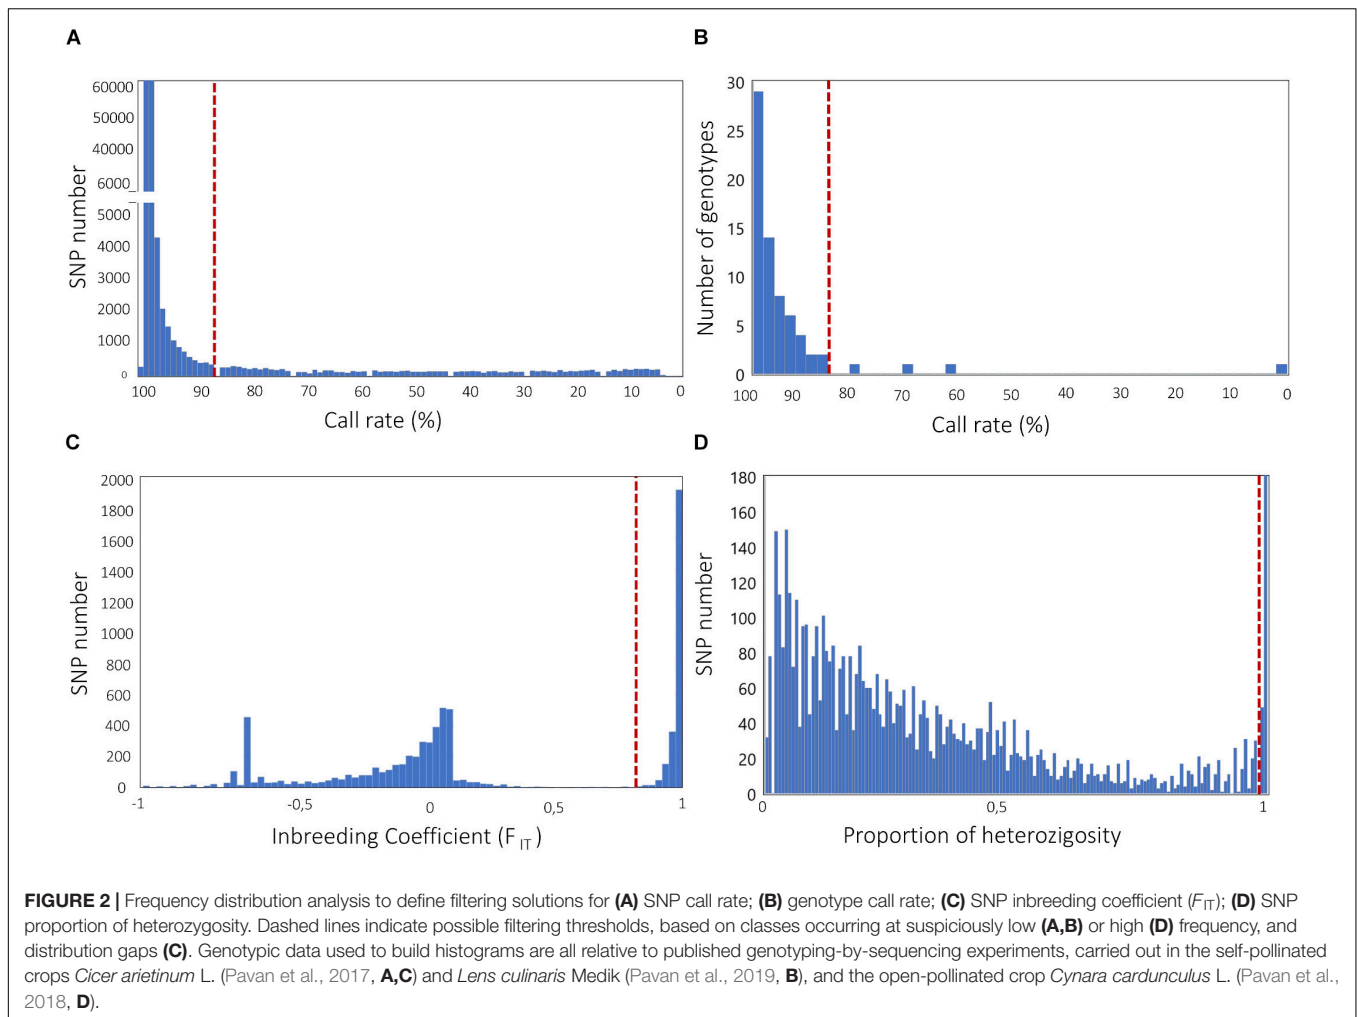 A
60000
50000
40000
6000
5000
4000
3000
2000
1000
0
SNP number
100 90 80 70 60 50 40 30 20 10 0
Call rate (%)
B
30
25
20
15
10
5
0
Number of genotypes
100 90 80 70 60 50 40 30 20 10 0
Call rate (%)
C
2000
1800
1600
1400
1200
1000
800
600
400
200
0
SNP number
-1 -0,5 0 0,5 1
Inbreeding Coefficient (F IT )
D
180
160
140
120
100
80
60
40
20
0
SNP number
0 0,5 1
Proportion of heterozigosity
FIGURE 2 | Frequency distribution analysis to define filtering solutions for (A) SNP call rate; (B) genotype call rate; (C) SNP inbreeding coefficient (FIT); (D) SNP
proportion of heterozygosity. Dashed lines indicate possible filtering thresholds, based on classes occurring at suspiciously low (A,B) or high (D) frequency, and
distribution gaps (C). Genotypic data used to build histograms are all relative to published genotyping-by-sequencing experiments, carried out in the self-pollinated
crops Cicer arietinum L. (Pavan et al., 2017, A,C) and Lens culinaris Medik (Pavan et al., 2019, B), and the open-pollinated crop Cynara cardunculus L. (Pavan et al.,
2018, D).